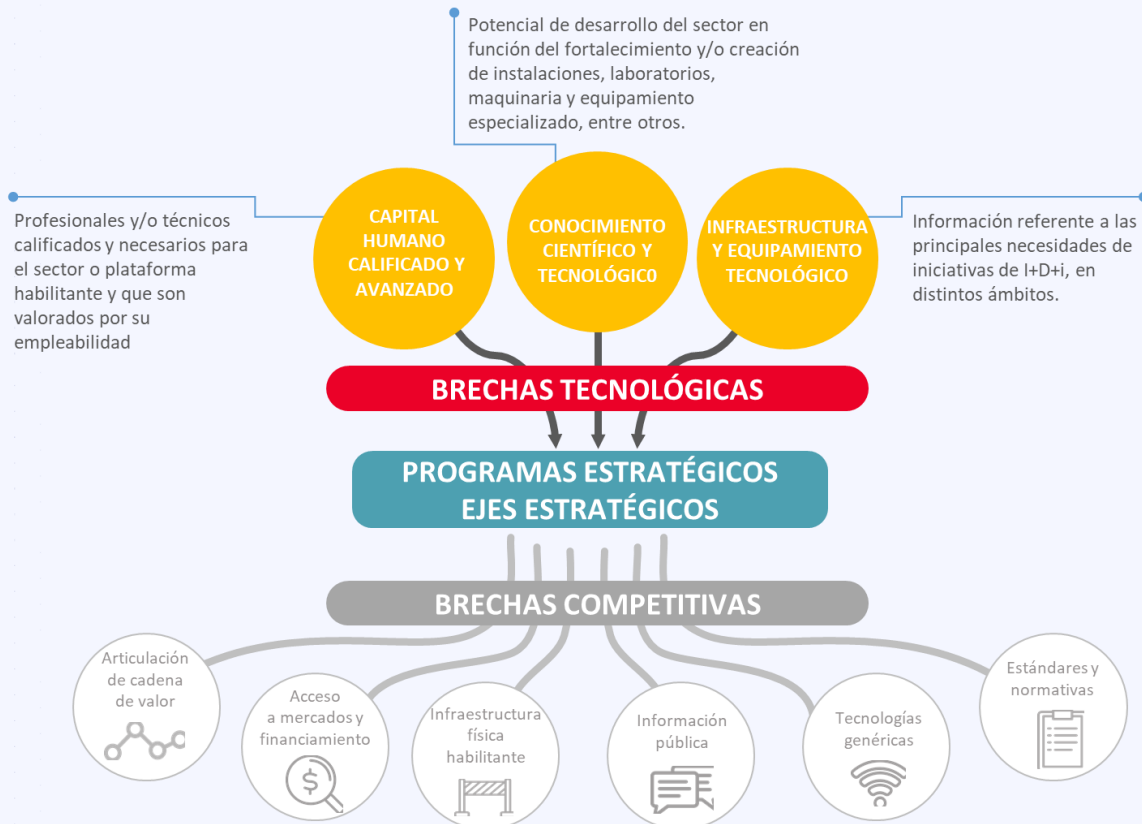 Potencial de desarrollo del sector en
función del fortalecimiento y/o creación
de instalaciones, laboratorios,
maquinaria y equipamiento
especializado, entre otros.
Profesionales y/o técnicos
calificados y necesarios para
el sector o plataforma
habilitante y que son
valorados por su
empleabilidad
CAPITAL
HUMANO
CALIFICADO Y
AVANZADO
CONOCIMIENTO
CIENTÍFICO Y
TECNOLÓGIC0
INFRAESTRUCTURA
Y EQUIPAMIENTO
TECNOLÓGICO
Información referente a las
principales necesidades de
iniciativas de I+D+i, en
distintos ámbitos.
BRECHAS TECNOLÓGICAS
PROGRAMAS ESTRATÉGICOS
EJES ESTRATÉGICOS
BRECHAS COMPETITIVAS
Articulación
de cadena
de valor
Acceso
a mercados y
financiamiento
$
Infraestructura
física
habilitante
Información
pública
Tecnologías
genéricas
Estándares y
normativas